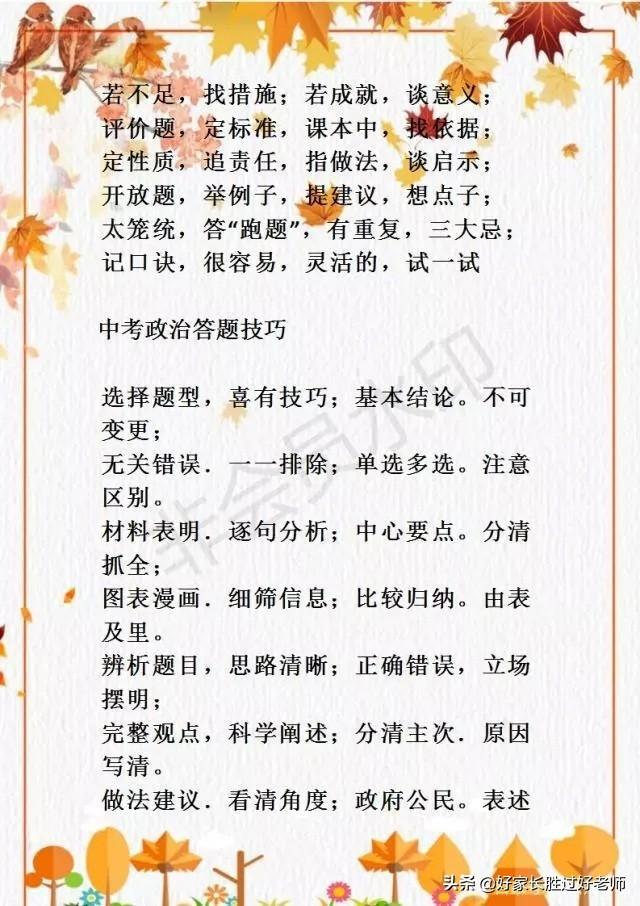 若不足，找措施；若成就，谈意义；
评价题，定标准，课本中，找依据；
定性质，追责任，指做法，谈启示；
开放题，举例子，提建议，想点子；
太笼统，答“跑题”，有重复，三大忌；
记口诀，很容易，灵活的，试一试
中考政治答题技巧
选择题型，喜有技巧；基本结论。不可
变更；
无关错误．一一排除；单选多选。注意
区别。
材料表明．逐句分析；中心要点。分清
抓全；
图表漫画．细筛信息；比较归纳。由表
及里。
辨析题目，思路清晰；正确错误，立场
摆明；
完整观点，科学阐述；分清主次．原因
写清。
做法建议．看清角度；政府公民。表述
非会员水印
头条 @好家长胜过好老师